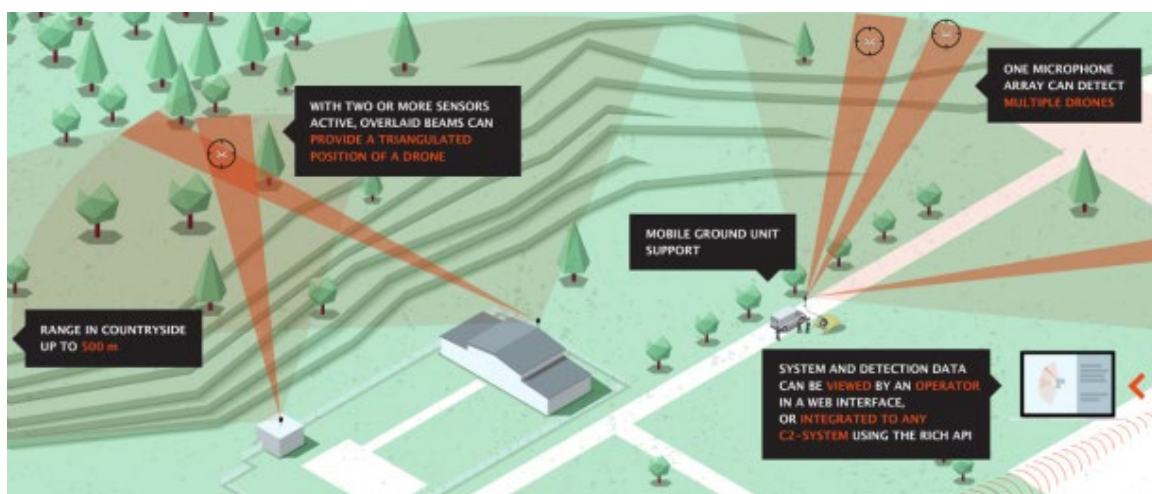 WITH TWO OR MORE SENSORS
ACTIVE, OVERLAID BEAMS CAN
PROVIDE A TRIANGULATED
POSITION OF A DRONE
ONE MICROPHONE
ARRAY CAN DETECT
MULTIPLE DRONES
MOBILE GROUND UNIT
SUPPORT
RANGE IN COUNTRYSIDE
UP TO 500 m
SYSTEM AND DETECTION DATA
CAN BE VIEWED BY AN OPERATOR
IN A WEB INTERFACE,
OR INTEGRATED TO ANY
C2-SYSTEM USING THE RICH API